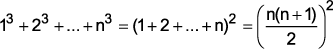 1³ + 2³ + ... + n³ = (1 + 2 + ... + n)² = (n(n + 1)/2)²